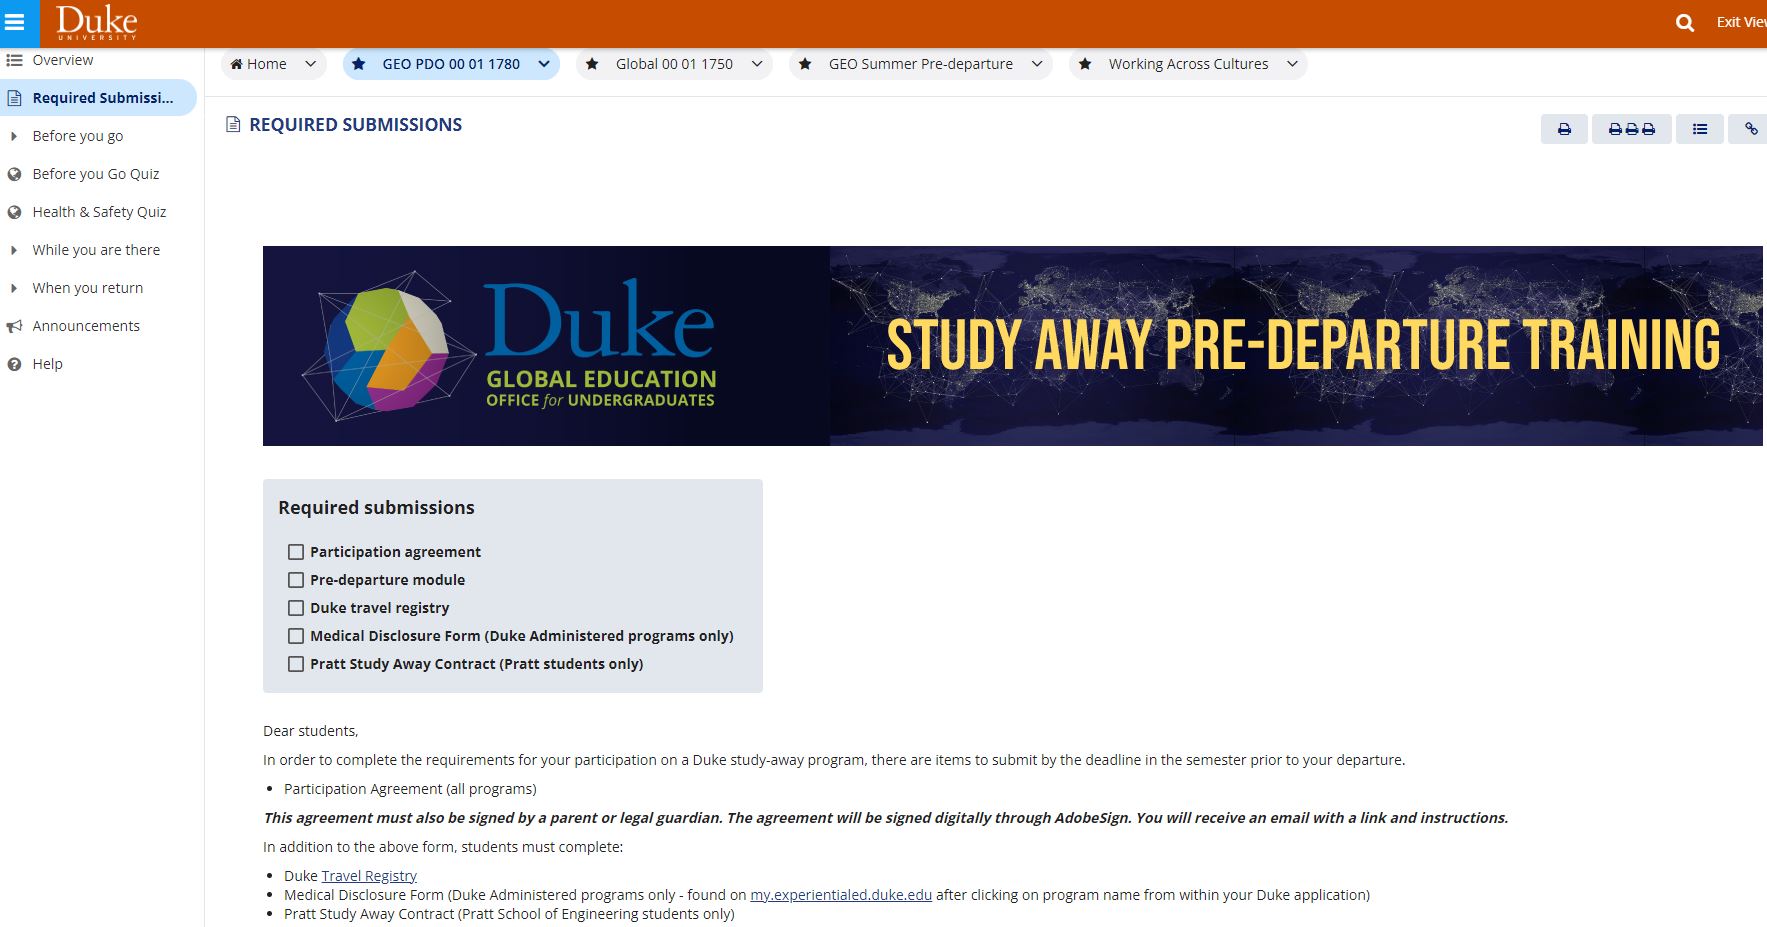 Duke
UNIVERSITY
Exit Vie
Overview
Home
GEO PDO 00 01 1780
Global 00 01 1750
GEO Summer Pre-departure
Working Across Cultures
Required Submissi...
Before you go
Before you Go Quiz
Health & Safety Quiz
While you are there
When you return
Announcements
Help
REQUIRED SUBMISSIONS
Duke
GLOBAL EDUCATION
OFFICE for UNDERGRADUATES
STUDY AWAY PRE-DEPARTURE TRAINING
Required submissions
Participation agreement
Pre-departure module
Duke travel registry
Medical Disclosure Form (Duke Administered programs only)
Pratt Study Away Contract (Pratt students only)
Dear students,
In order to complete the requirements for your participation on a Duke study-away program, there are items to submit by the deadline in the semester prior to your departure.
Participation Agreement (all programs)
This agreement must also be signed by a parent or legal guardian. The agreement will be signed digitally through AdobeSign. You will receive an email with a link and instructions.
In addition to the above form, students must complete:
Duke Travel Registry
Medical Disclosure Form (Duke Administered programs only - found on my.experientialed.duke.edu after clicking on program name from within your Duke application)
Pratt Study Away Contract (Pratt School of Engineering students only)